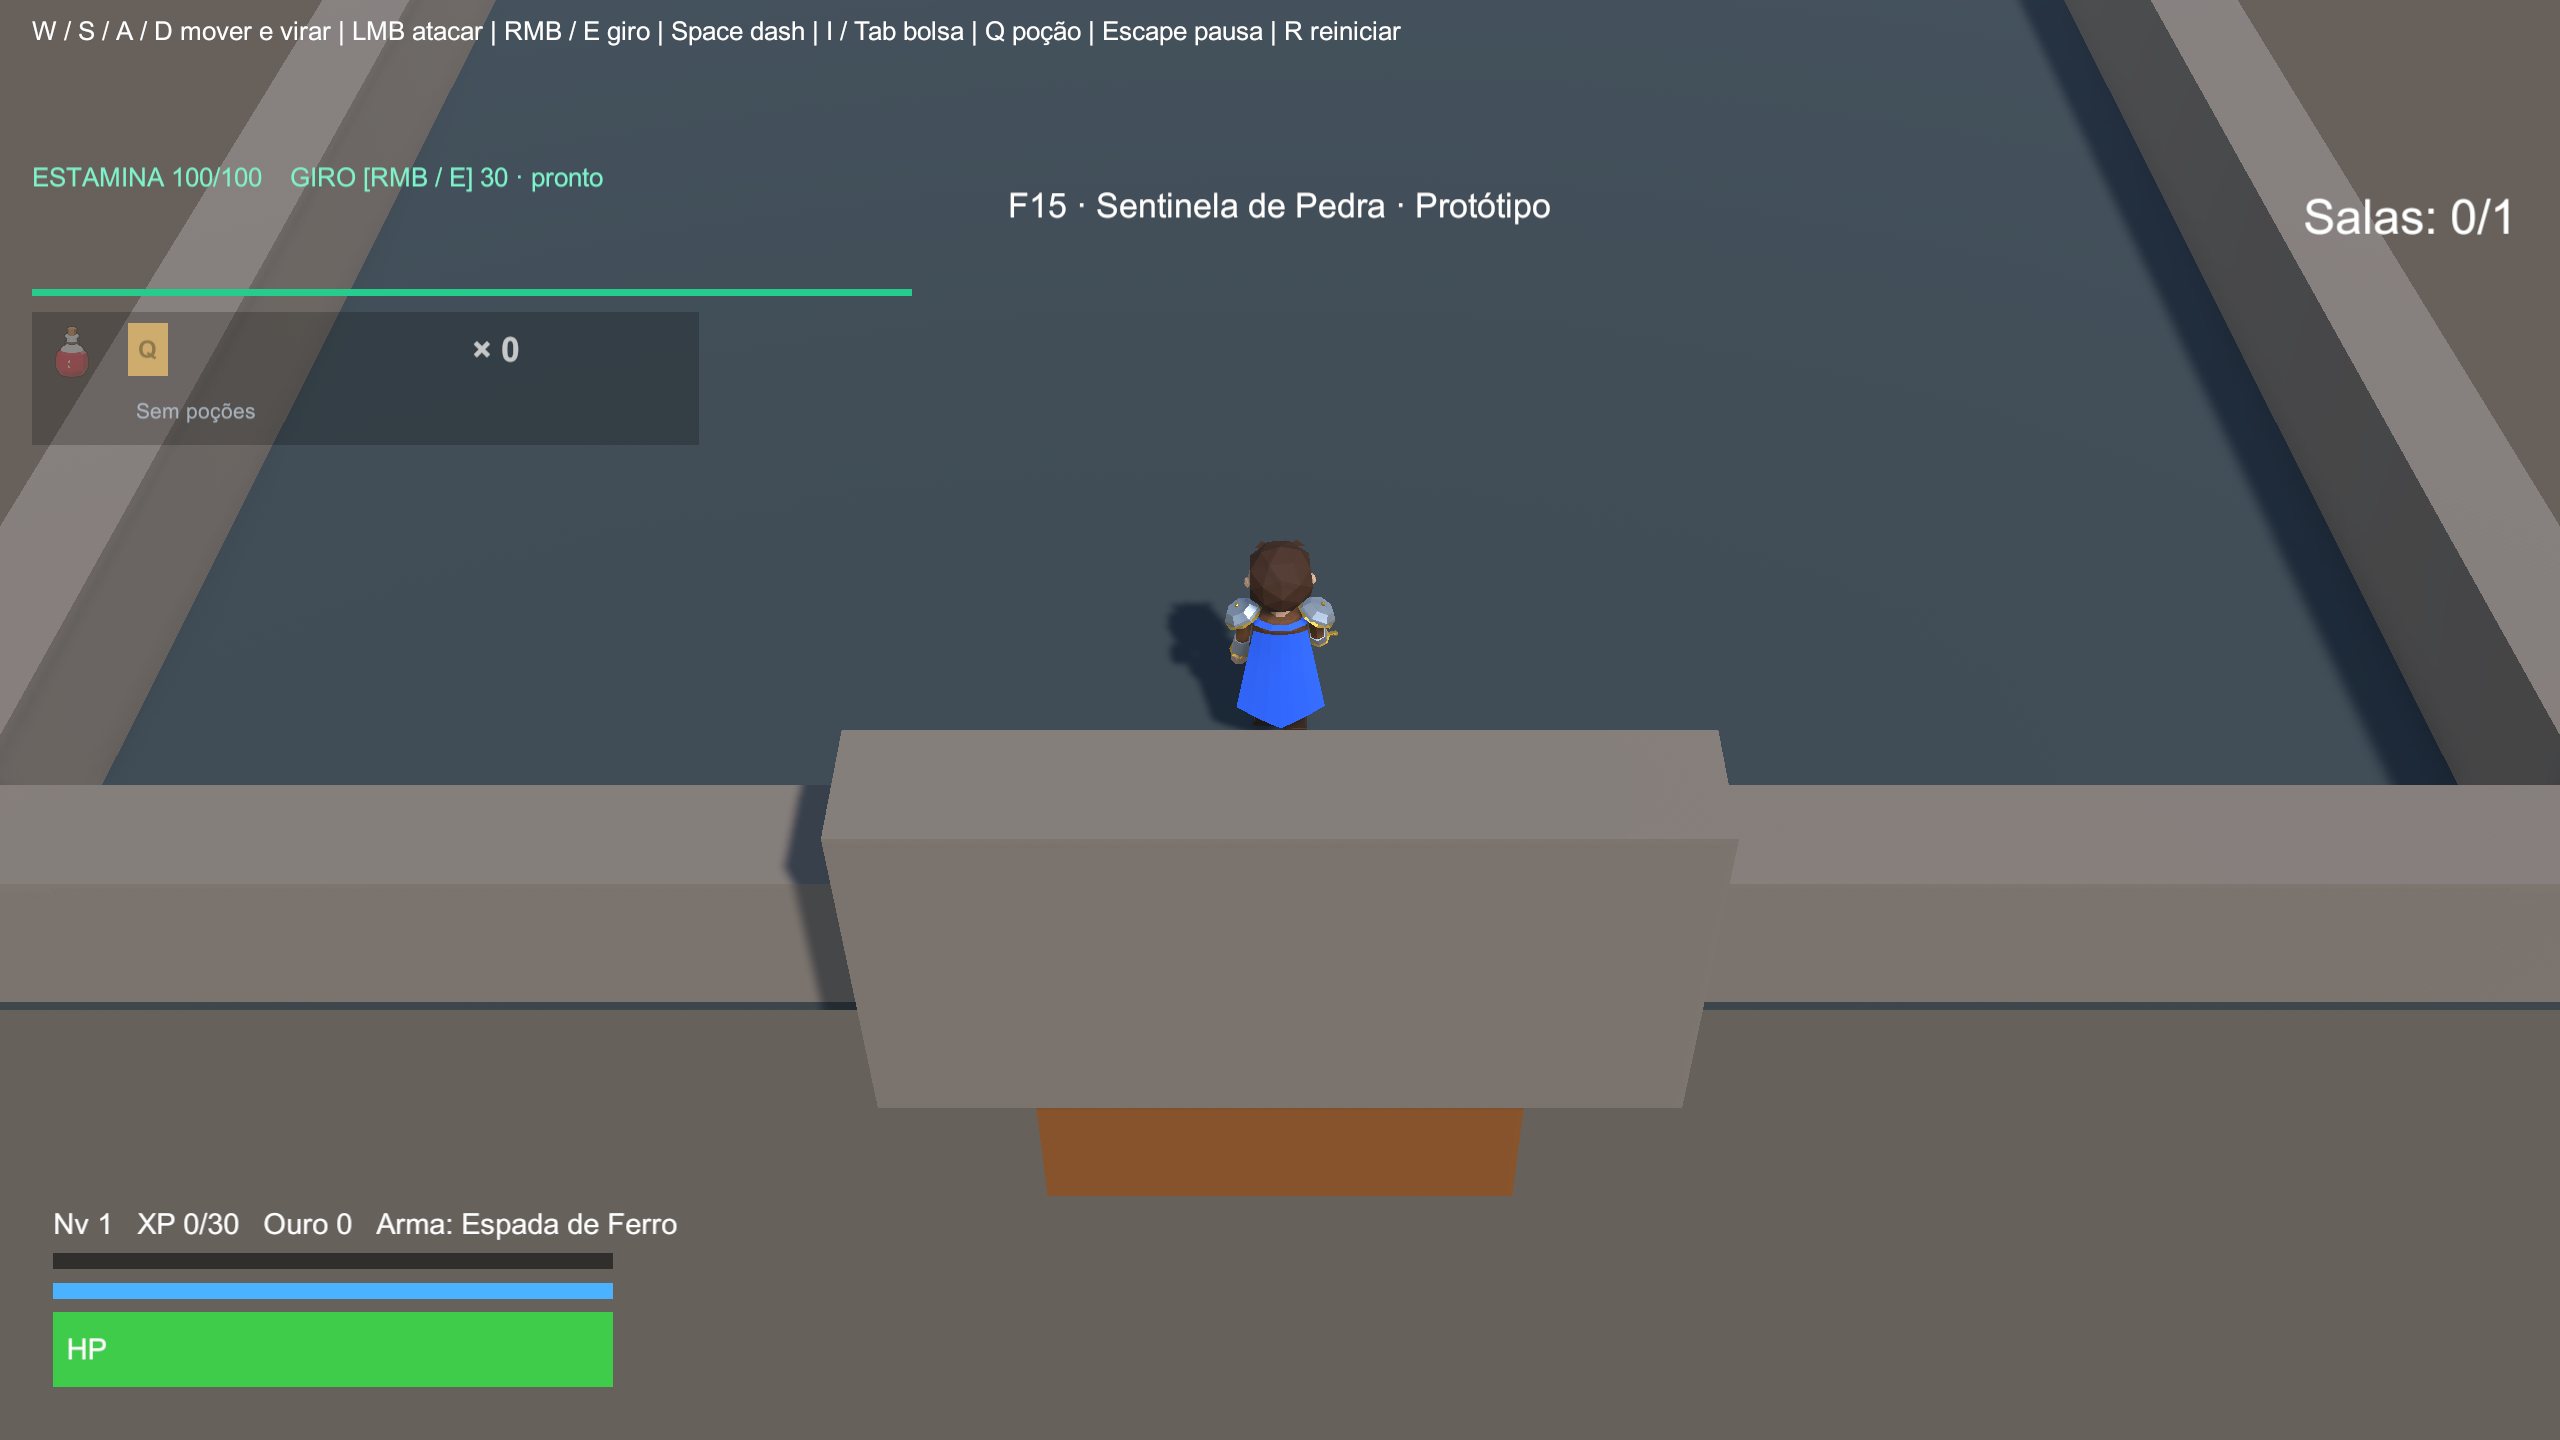 W / S / A / D mover e virar | LMB atacar | RMB / E giro | Space dash | I / Tab bolsa | Q poção | Escape pausa | R reiniciar
ESTAMINA 100/100 GIRO [RMB / E] 30 · pronto
F15 · Sentinela de Pedra · Protótipo
Salas: 0/1
Q × 0
Sem poções
Nv 1 XP 0/30 Ouro 0 Arma: Espada de Ferro
HP